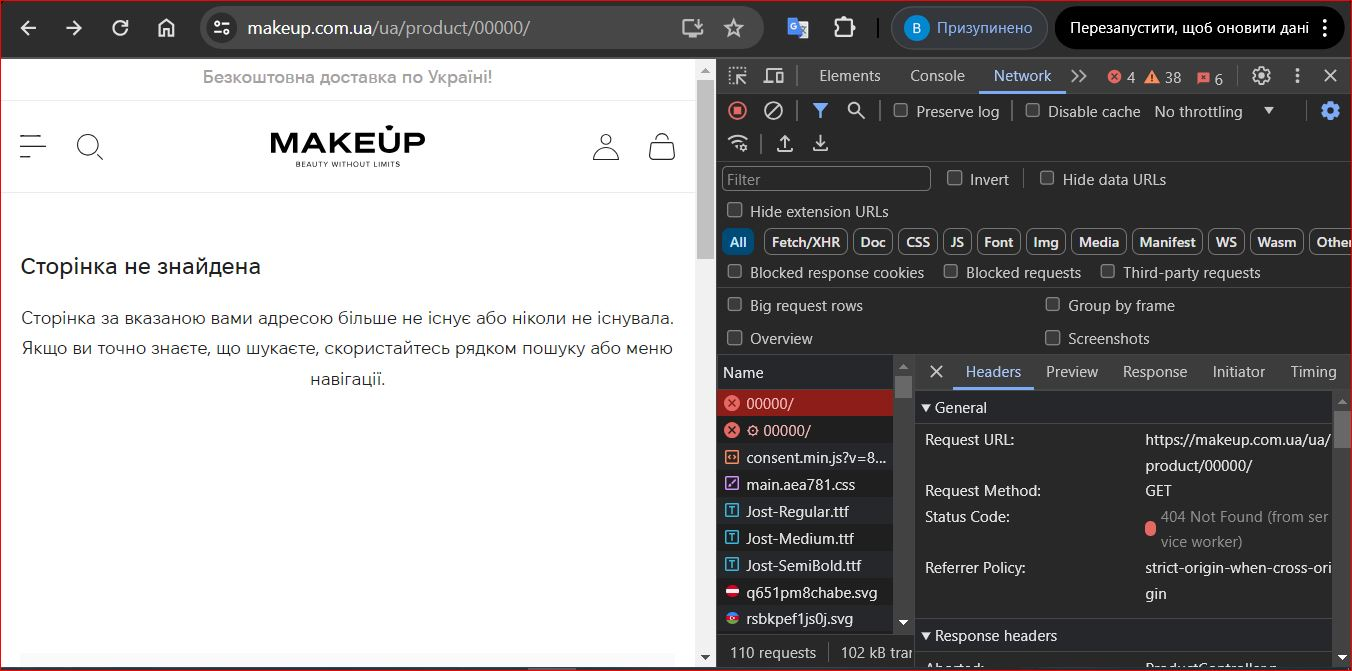 makeup.com.ua/ua/product/00000/
В
Призупинено
Перезапустити, щоб оновити дані
Безкоштовна доставка по Україні!
MAKEUP
BEAUTY WITHOUT LIMITS
Сторінка не знайдена
Сторінка за вказаною вами адресою більше не існує або ніколи не існувала.
Якщо ви точно знаєте, що шукаєте, скористайтесь рядком пошуку або меню
навігації.
Elements Console Network 4 38 6
Preserve log Disable cache No throttling
Filter Invert Hide data URLs
Hide extension URLs
All Fetch/XHR Doc CSS JS Font Img Media Manifest WS Wasm Other
Blocked response cookies Blocked requests Third-party requests
Big request rows Group by frame
Overview Screenshots
Name
00000/
00000/
consent.min.js?v=8...
main.aea781.css
Jost-Regular.ttf
Jost-Medium.ttf
Jost-SemiBold.ttf
q651pm8chabe.svg
rsbkpef1js0j.svg
110 requests 102 kB trar
Headers Preview Response Initiator Timing
General
Request URL: https://makeup.com.ua/ua/
product/00000/
Request Method: GET
Status Code: 404 Not Found (from ser
vice worker)
Referrer Policy: strict-origin-when-cross-ori
gin
Response headers